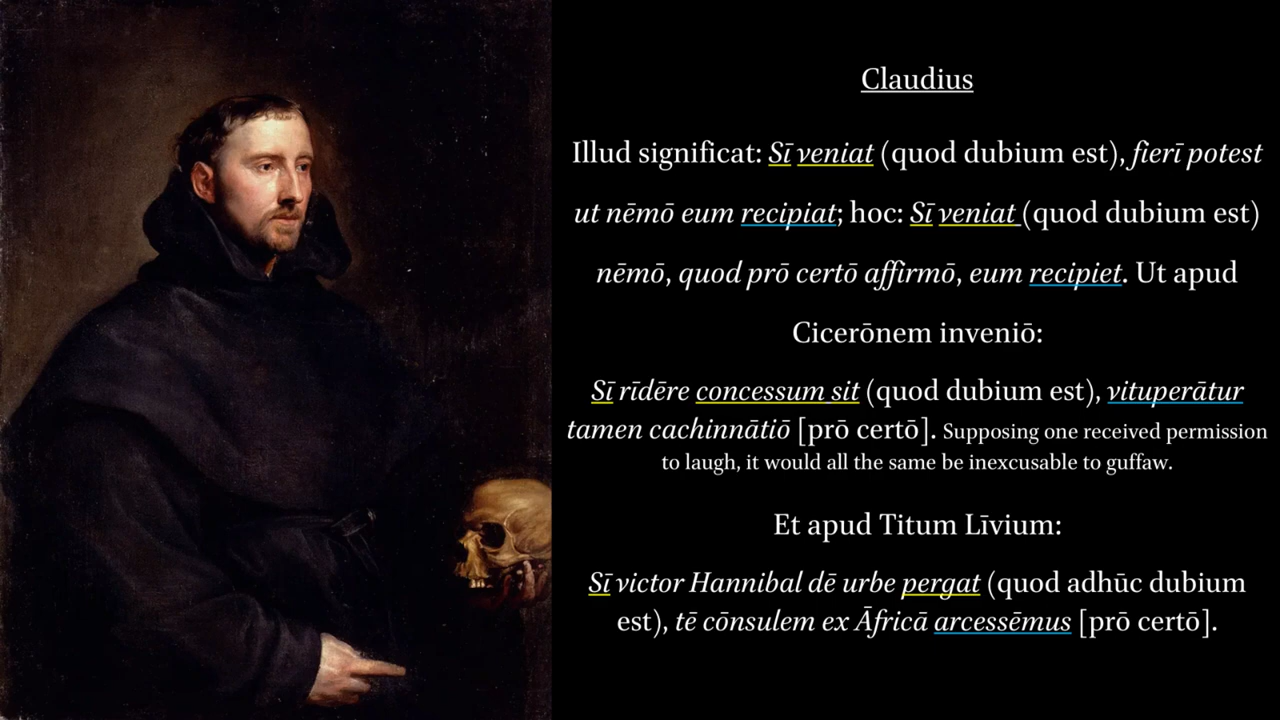 Claudius
Illud significat: Sī veniat (quod dubium est), fierī potest
ut nēmō eum recipiat; hoc: Sī veniat (quod dubium est)
nēmō, quod prō certō affirmō, eum recipiet. Ut apud
Cicerōnem inveniō:
Sī rīdēre concessum sit (quod dubium est), vituperātur
tamen cachinnātiō [prō certō]. Supposing one received permission
to laugh, it would all the same be inexcusable to guffaw.
Et apud Titum Līvium:
Sī victor Hannibal dē urbe pergat (quod adhūc dubium
est), tē cōnsulem ex Āfricā arcessēmus [prō certō].